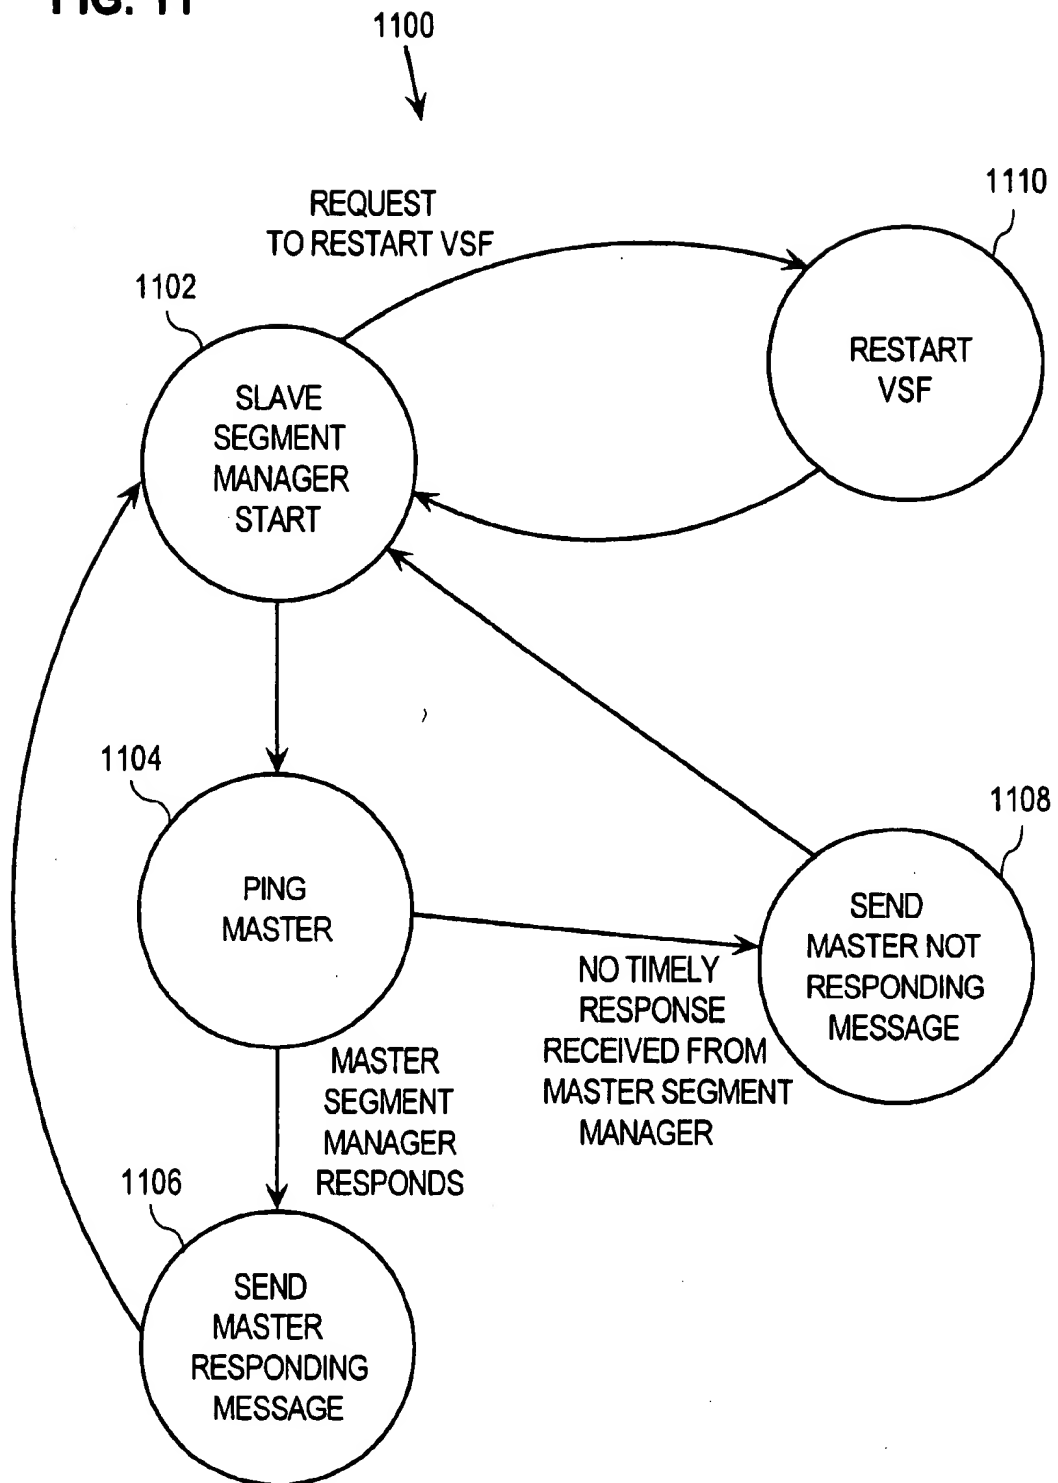 FIG. 11
1100
REQUEST
TO RESTART VSF
1110
RESTART
VSF
1102
SLAVE
SEGMENT
MANAGER
START
1104
PING
MASTER
1108
SEND
MASTER NOT
RESPONDING
MESSAGE
NO TIMELY
RESPONSE
RECEIVED FROM
MASTER SEGMENT
MANAGER
MASTER
SEGMENT
MANAGER
RESPONDS
1106
SEND
MASTER
RESPONDING
MESSAGE